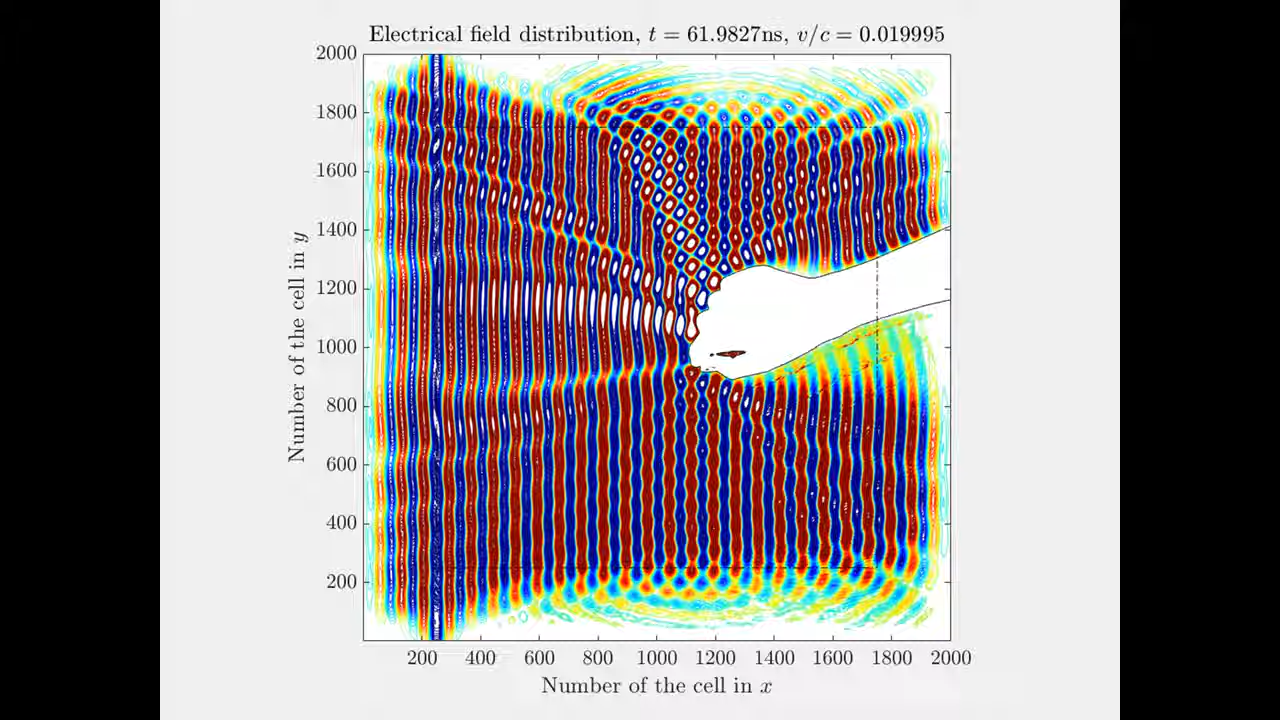 Electrical field distribution, t = 61.9827ns, v/c = 0.019995
2000
1800
1600
1400
1200
1000
800
600
400
200
Number of the cell in y
200 400 600 800 1000 1200 1400 1600 1800 2000
Number of the cell in x